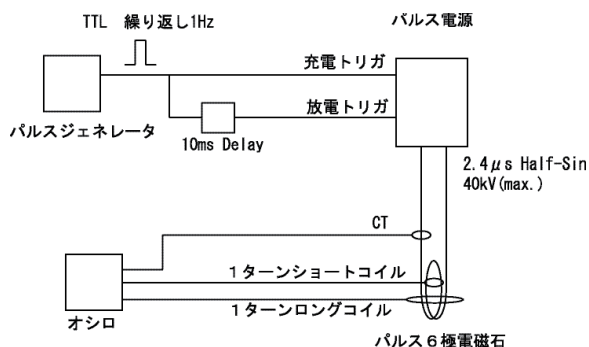 TTL 繰り返し1Hz
パルス電源
充電トリガ
放電トリガ
パルスジェネレータ
10ms Delay
2.4μs Half-Sin
40kV(max.)
CT
1ターンショートコイル
1ターンロングコイル
オシロ
パルス6極電磁石